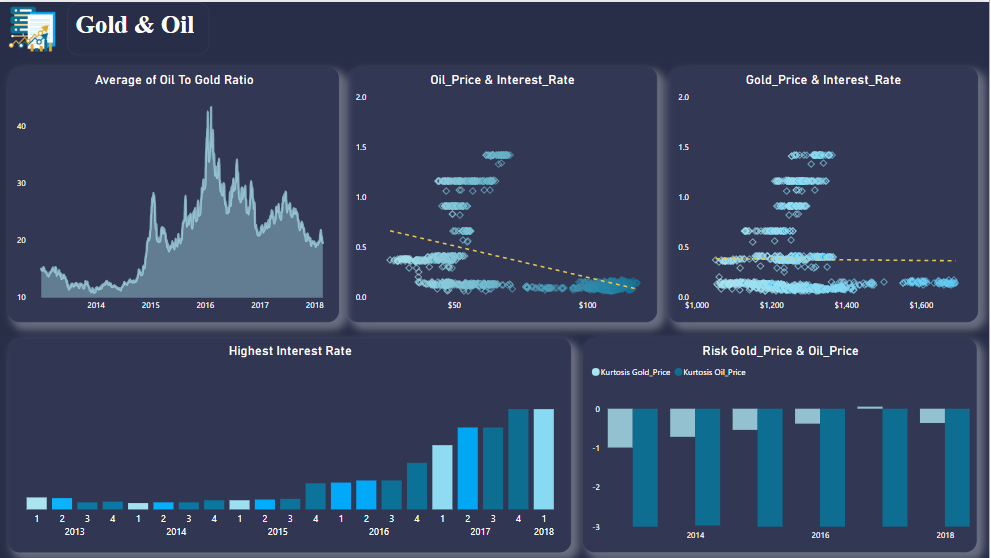 Gold & Oil
Average of Oil To Gold Ratio
40
30
20
10
2014 2015 2016 2017 2018
Oil_Price & Interest_Rate
2.0
1.5
1.0
0.5
0.0
$50 $100
Gold_Price & Interest_Rate
2.0
1.5
1.0
0.5
0.0
$1,000 $1,200 $1,400 $1,600
Highest Interest Rate
1 2 3 4 1 2 3 4 1 2 3 4 1 2 3 4 1 2 3 4 1
2013 2014 2015 2016 2017 2018
Risk Gold_Price & Oil_Price
Kurtosis Gold_Price Kurtosis Oil_Price
0
-1
-2
-3
2014 2016 2018